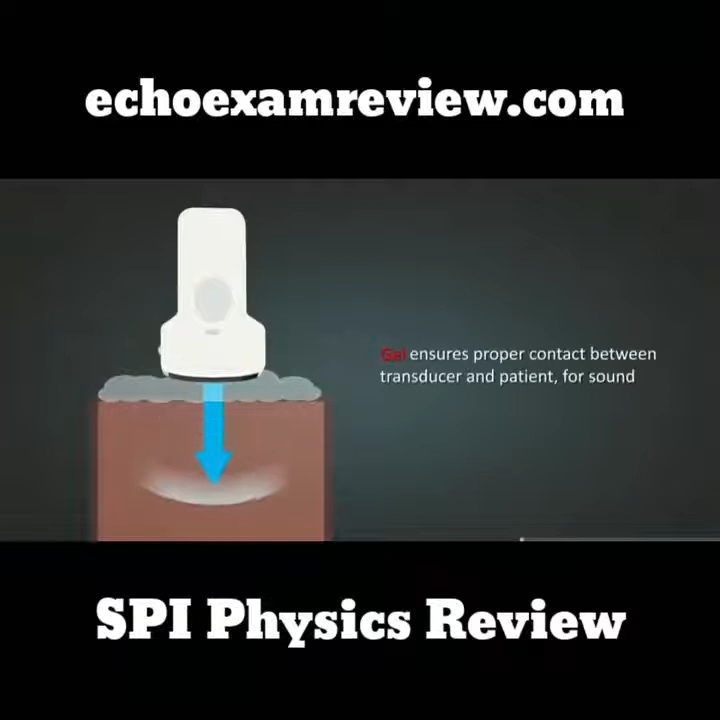 echoexamreview.com
Gel ensures proper contact between
transducer and patient, for sound
SPI Physics Review